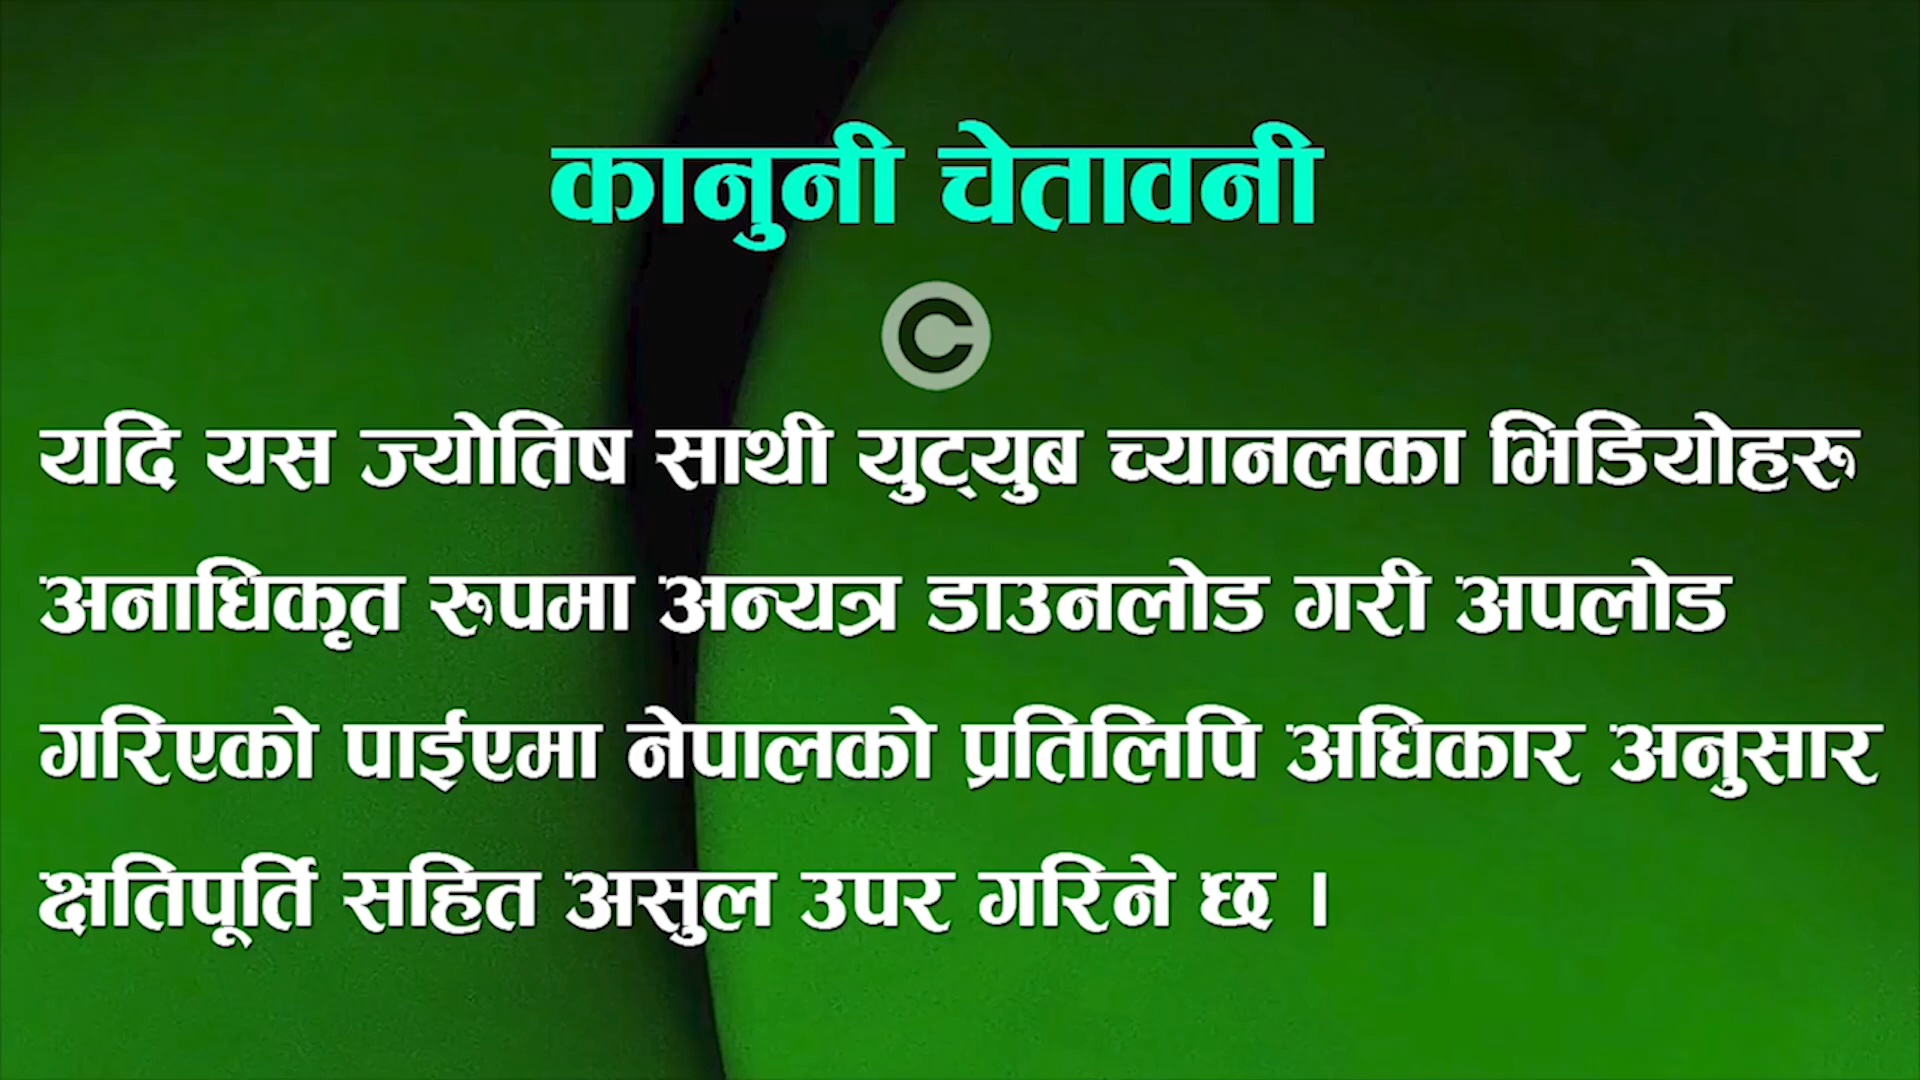 कानुनी चेतावनी
©
यदि यस ज्योतिष साथी युट्युब च्यानलका भिडियोहरु
अनाधिकृत रुपमा अन्यत्र डाउनलोड गरी अपलोड
गरिएको पाईएमा नेपालको प्रतिलिपि अधिकार अनुसार
क्षतिपूर्ति सहित असुल उपर गरिने छ ।